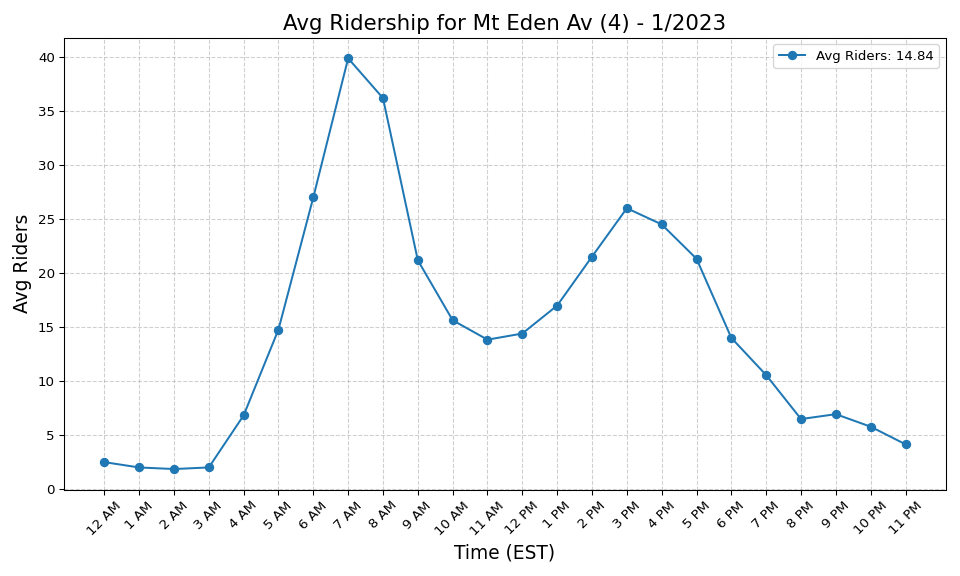 Avg Ridership for Mt Eden Av (4) - 1/2023
Avg Riders: 14.84
Avg Riders
40
35
30
25
20
15
10
5
0
12 AM
1 AM
2 AM
3 AM
4 AM
5 AM
6 AM
7 AM
8 AM
9 AM
10 AM
11 AM
12 PM
1 PM
2 PM
3 PM
4 PM
5 PM
6 PM
7 PM
8 PM
9 PM
10 PM
11 PM
Time (EST)